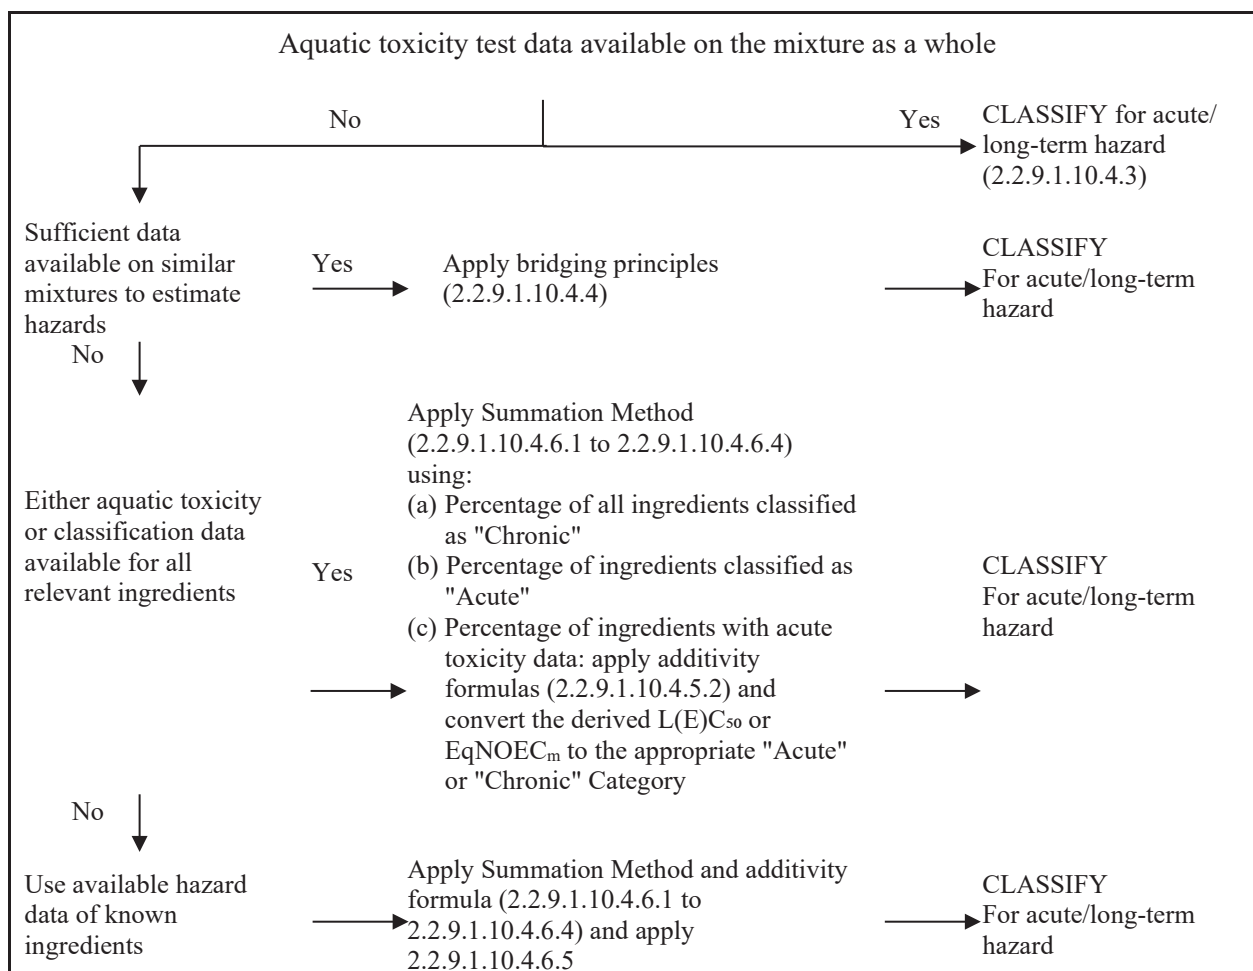 Aquatic toxicity test data available on the mixture as a whole
No
Yes
CLASSIFY for acute/
long-term hazard
(2.2.9.1.10.4.3)
Sufficient data
available on similar
mixtures to estimate
hazards
Yes
Apply bridging principles
(2.2.9.1.10.4.4)
CLASSIFY
For acute/long-term
hazard
No
Either aquatic toxicity
or classification data
available for all
relevant ingredients
Yes
Apply Summation Method
(2.2.9.1.10.4.6.1 to 2.2.9.1.10.4.6.4)
using:
(a) Percentage of all ingredients classified
as "Chronic"
(b) Percentage of ingredients classified as
"Acute"
(c) Percentage of ingredients with acute
toxicity data: apply additivity
formulas (2.2.9.1.10.4.5.2) and
convert the derived L(E)C₅₀ or
EqNOECₘ to the appropriate "Acute"
or "Chronic" Category
CLASSIFY
For acute/long-term
hazard
No
Use available hazard
data of known
ingredients
Apply Summation Method and additivity
formula (2.2.9.1.10.4.6.1 to
2.2.9.1.10.4.6.4) and apply
2.2.9.1.10.4.6.5
CLASSIFY
For acute/long-term
hazard